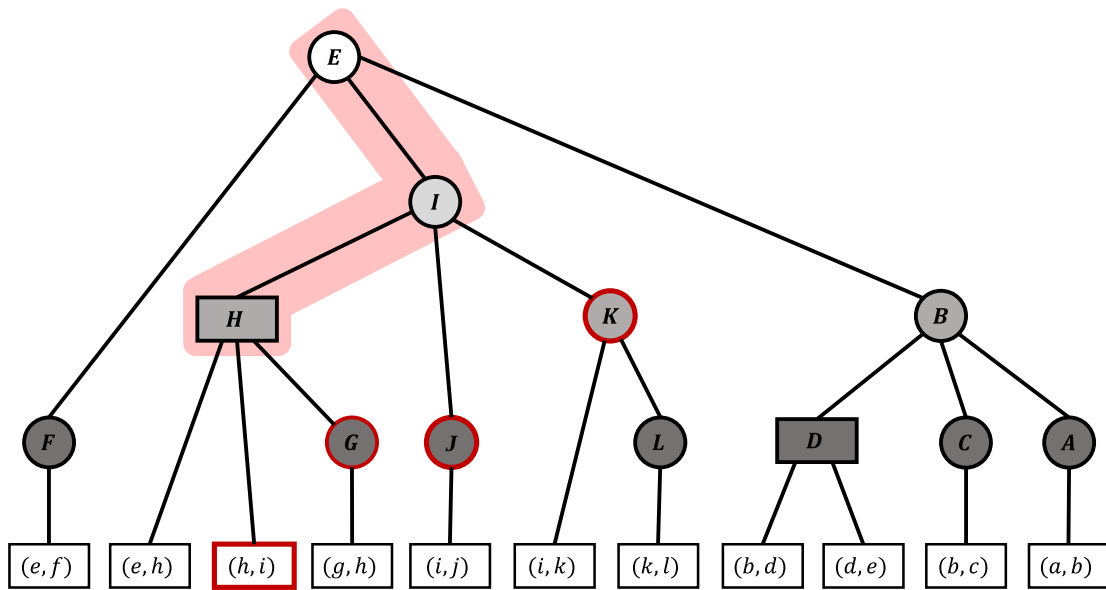 E
I
H
K
B
F
G
J
L
D
C
A
(e, f)
(e, h)
(h, i)
(g, h)
(i, j)
(i, k)
(k, l)
(b, d)
(d, e)
(b, c)
(a, b)